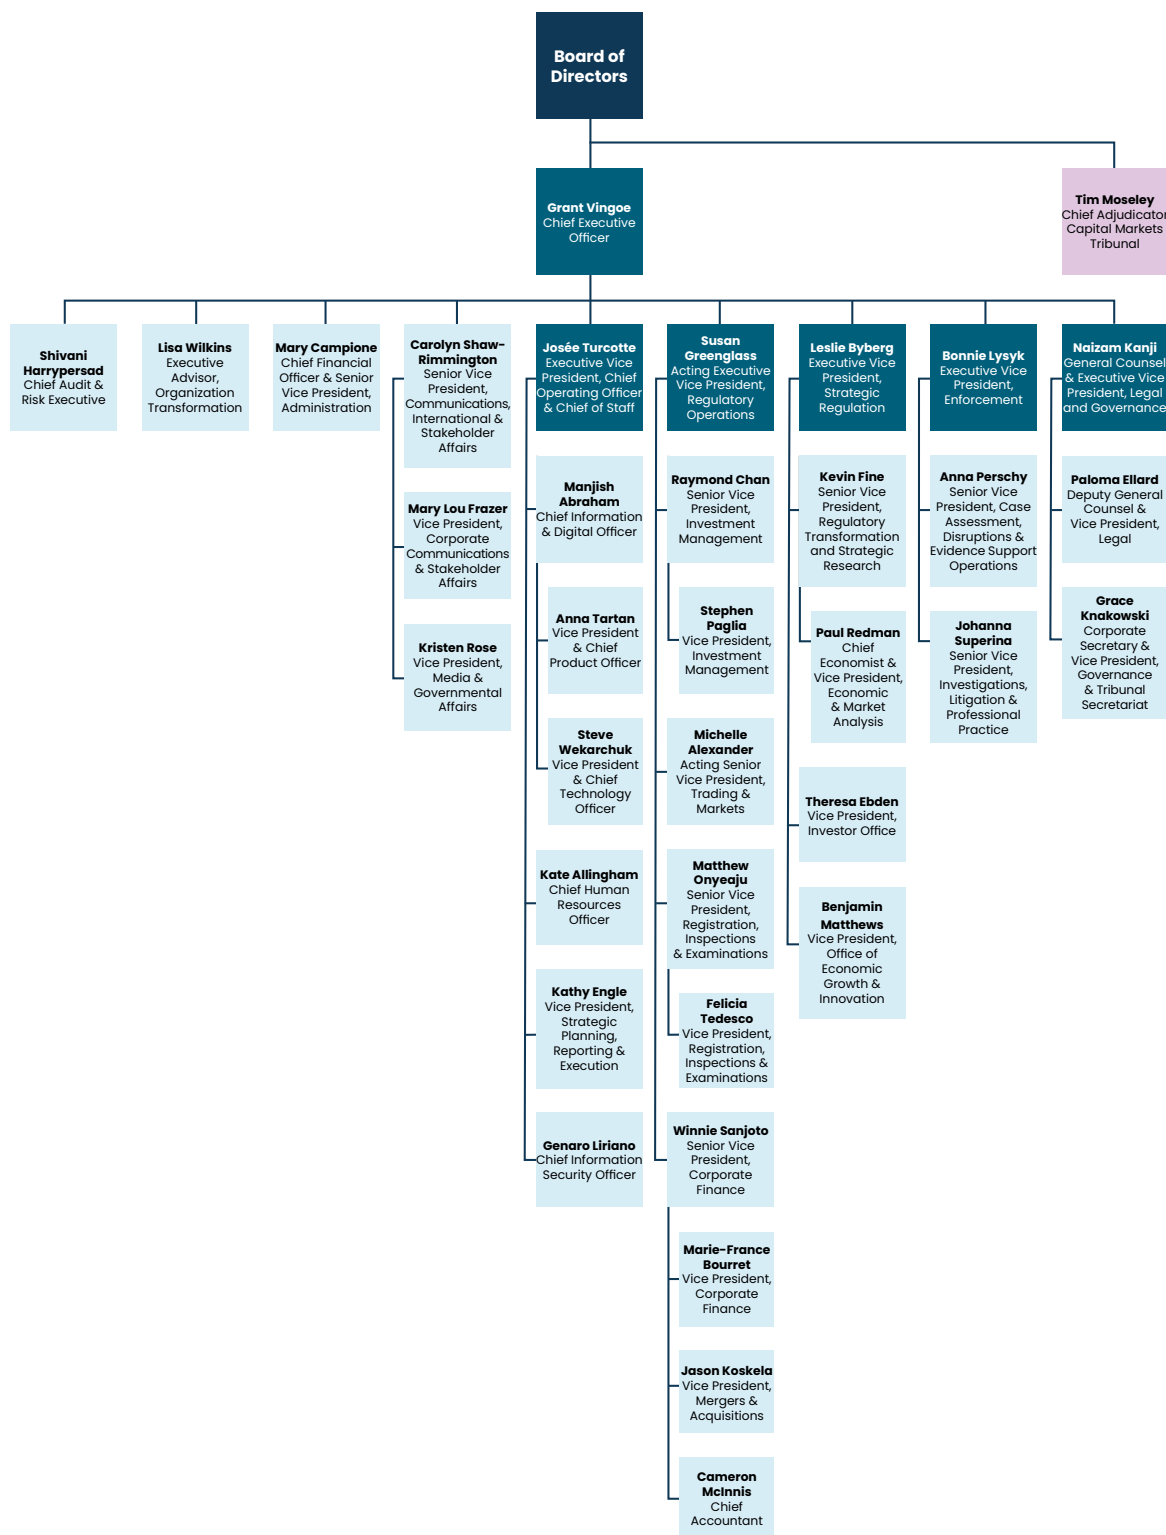 Board of
Directors
Grant Vingoe
Chief Executive
Officer
Tim Moseley
Chief Adjudicator
Capital Markets
Tribunal
Shivani
Harrypersad
Chief Audit &
Risk Executive
Lisa Wilkins
Executive
Advisor,
Organization
Transformation
Mary Campione
Chief Financial
Officer & Senior
Vice President,
Administration
Carolyn Shaw-
Rimmington
Senior Vice
President,
Communications,
International &
Stakeholder
Affairs
Mary Lou Frazer
Vice President,
Corporate
Communications
& Stakeholder
Affairs
Kristen Rose
Vice President,
Media &
Governmental
Affairs
Josée Turcotte
Executive Vice
President, Chief
Operating Officer
& Chief of Staff
Manjish
Abraham
Chief Information
& Digital Officer
Anna Tartan
Vice President
& Chief
Product Officer
Steve
Wekarchuk
Vice President
& Chief
Technology
Officer
Kate Allingham
Chief Human
Resources
Officer
Kathy Engle
Vice President,
Strategic
Planning,
Reporting &
Execution
Genaro Liriano
Chief Information
Security Officer
Susan
Greenglass
Acting Executive
Vice President,
Regulatory
Operations
Raymond Chan
Senior Vice
President,
Investment
Management
Stephen
Paglia
Vice President,
Investment
Management
Michelle
Alexander
Acting Senior
Vice President,
Trading &
Markets
Matthew
Onyeaju
Senior Vice
President,
Registration,
Inspections
& Examinations
Felicia
Tedesco
Vice President,
Registration,
Inspections &
Examinations
Winnie Sanjoto
Senior Vice
President,
Corporate
Finance
Marie-France
Bourret
Vice President,
Corporate
Finance
Jason Koskela
Vice President,
Mergers &
Acquisitions
Cameron
McInnis
Chief
Accountant
Leslie Byberg
Executive Vice
President,
Strategic
Regulation
Kevin Fine
Senior Vice
President,
Regulatory
Transformation
and Strategic
Research
Paul Redman
Chief
Economist &
Vice President,
Economic
& Market
Analysis
Theresa Ebden
Vice President,
Investor Office
Benjamin
Matthews
Vice President,
Office of
Economic
Growth &
Innovation
Bonnie Lysyk
Executive Vice
President,
Enforcement
Anna Perschy
Senior Vice
President, Case
Assessment,
Disruptions &
Evidence Support
Operations
Johanna
Superina
Senior Vice
President,
Investigations,
Litigation &
Professional
Practice
Naizam Kanji
General Counsel
& Executive Vice
President, Legal
and Governance
Paloma Ellard
Deputy General
Counsel &
Vice President,
Legal
Grace
Knakowski
Corporate
Secretary &
Vice President,
Governance
& Tribunal
Secretariat